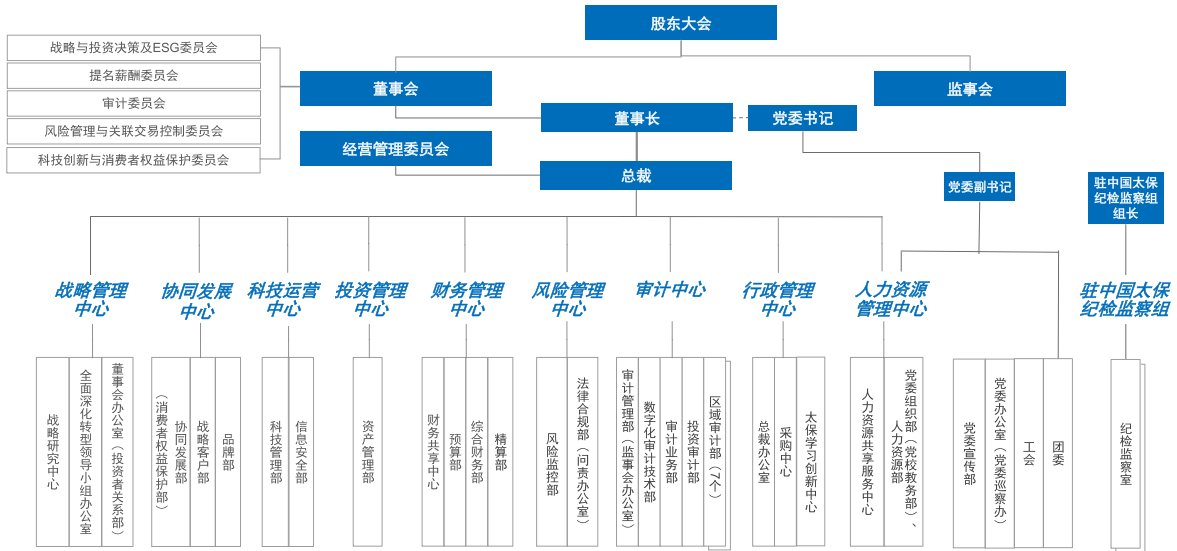 股东大会
战略与投资决策及ESG委员会
提名薪酬委员会
审计委员会
风险管理与关联交易控制委员会
科技创新与消费者权益保护委员会
董事会
监事会
董事长
党委书记
经营管理委员会
总裁
党委副书记
驻中国太保
纪检监察组
组长
战略管理
中心
协同发展
中心
科技运营
中心
投资管理
中心
财务管理
中心
风险管理
中心
审计中心
行政管理
中心
人力资源
管理中心
驻中国太保
纪检监察组
战略研究中心
全面深化转型领导小组办公室
董事会办公室（投资者关系部）
（消费者权益保护部）
协同发展部
战略客户部
品牌部
科技管理部
信息安全部
资产管理部
财务共享中心
预算部
综合财务部
精算部
风险监控部
法律合规部（问责办公室）
审计管理部（监事会办公室）
数字化审计技术部
审计业务部
投资审计部
区域审计部（7个）
总裁办公室
采购中心
太保学习创新中心
人力资源共享服务中心
党委组织部（党校教务部）、
人力资源部
党委宣传部
党委办公室（党委巡察办）
工会
团委
纪检监察室